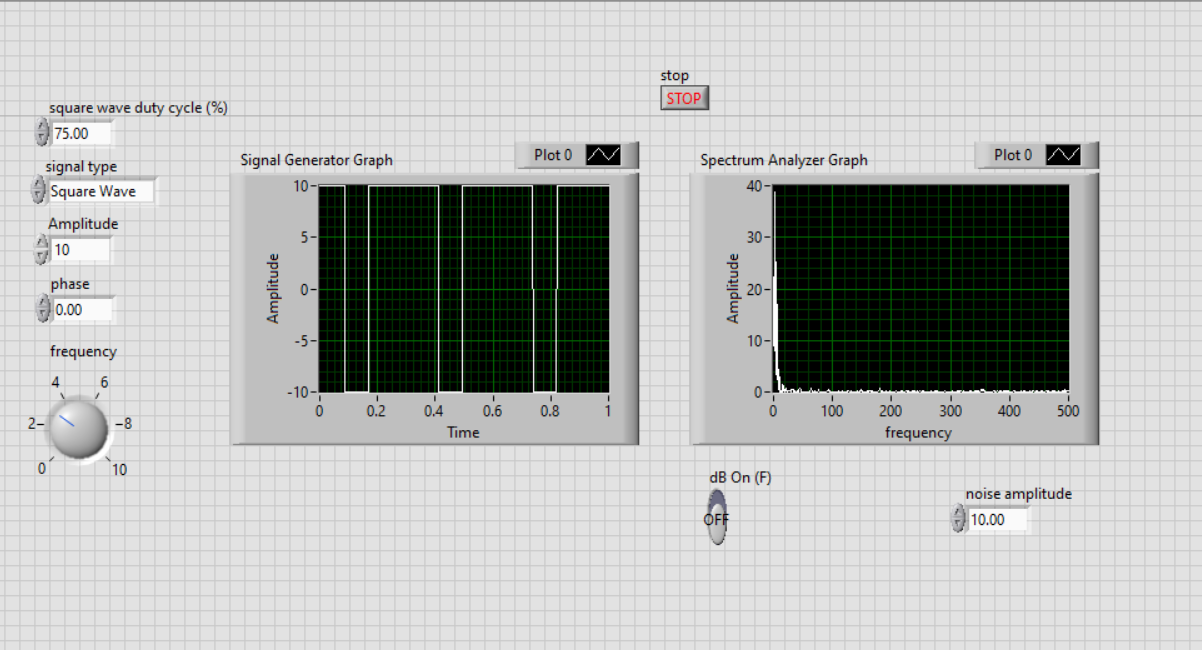 stop
STOP
square wave duty cycle (%)
75.00
signal type
Square Wave
Amplitude
10
phase
0.00
frequency
4 6
2 8
0 10
Signal Generator Graph
Plot 0
10
5
0
-5
-10
Amplitude
0 0.2 0.4 0.6 0.8 1
Time
Spectrum Analyzer Graph
Plot 0
40
30
20
10
0
Amplitude
0 100 200 300 400 500
frequency
dB On (F)
OFF
noise amplitude
10.00